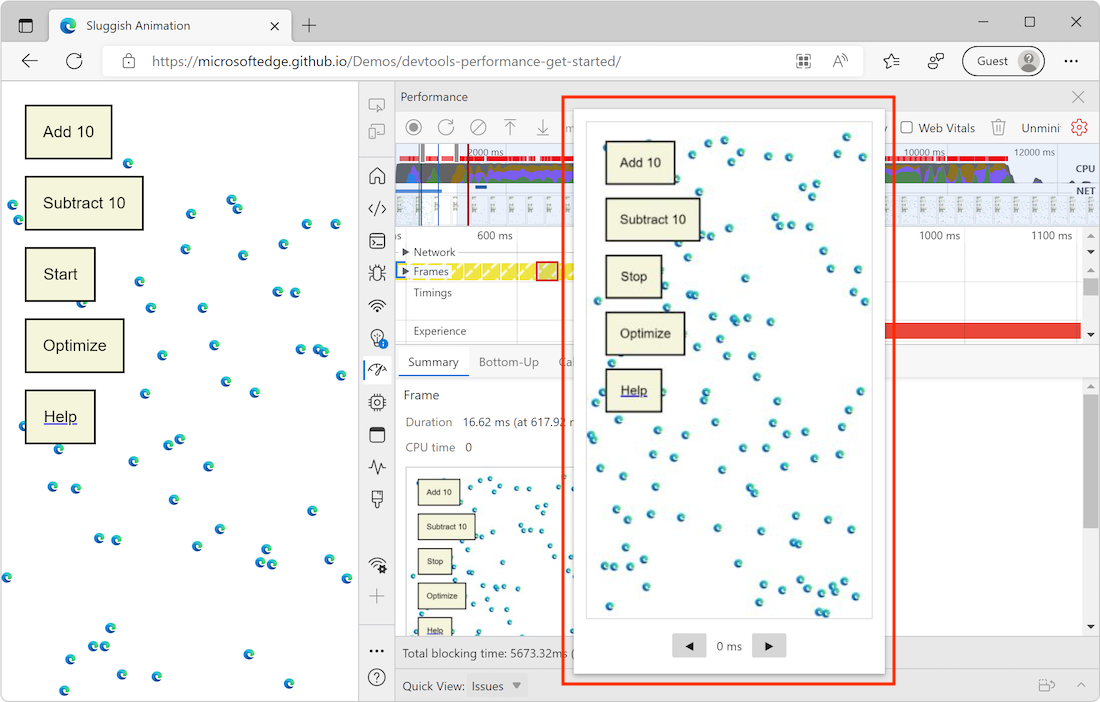 Sluggish Animation
https://microsoftedge.github.io/Demos/devtools-performance-get-started/
Guest
Add 10
Subtract 10
Start
Optimize
Help
Performance
Web Vitals
Unmini
2000 ms
10000 ms
12000 ms
CPU
NET
600 ms
1000 ms
1100 ms
Network
Frames
Timings
Experience
Summary
Bottom-Up
Frame
Duration 16.62 ms (at 617.92
CPU time 0
Add 10
Subtract 10
Stop
Optimize
Help
Add 10
Subtract 10
Stop
Optimize
Help
0 ms
Total blocking time: 5673.32ms
Quick View: Issues